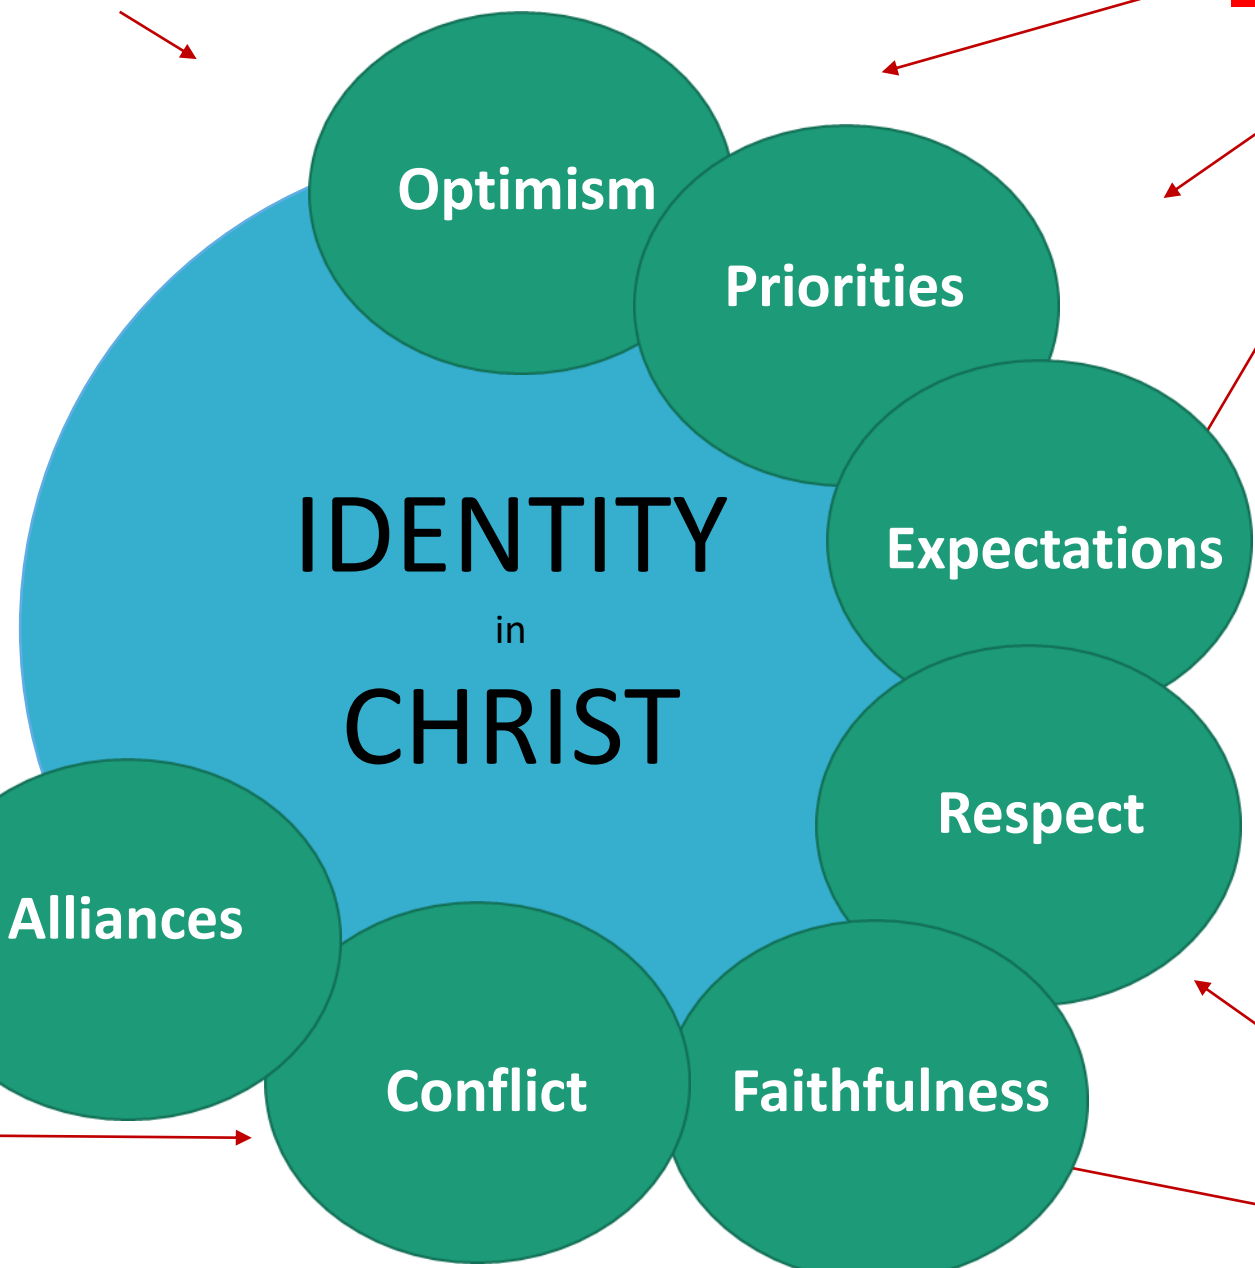 Optimism
Priorities
Expectations
IDENTITY
in
CHRIST
Respect
Alliances
Conflict
Faithfulness